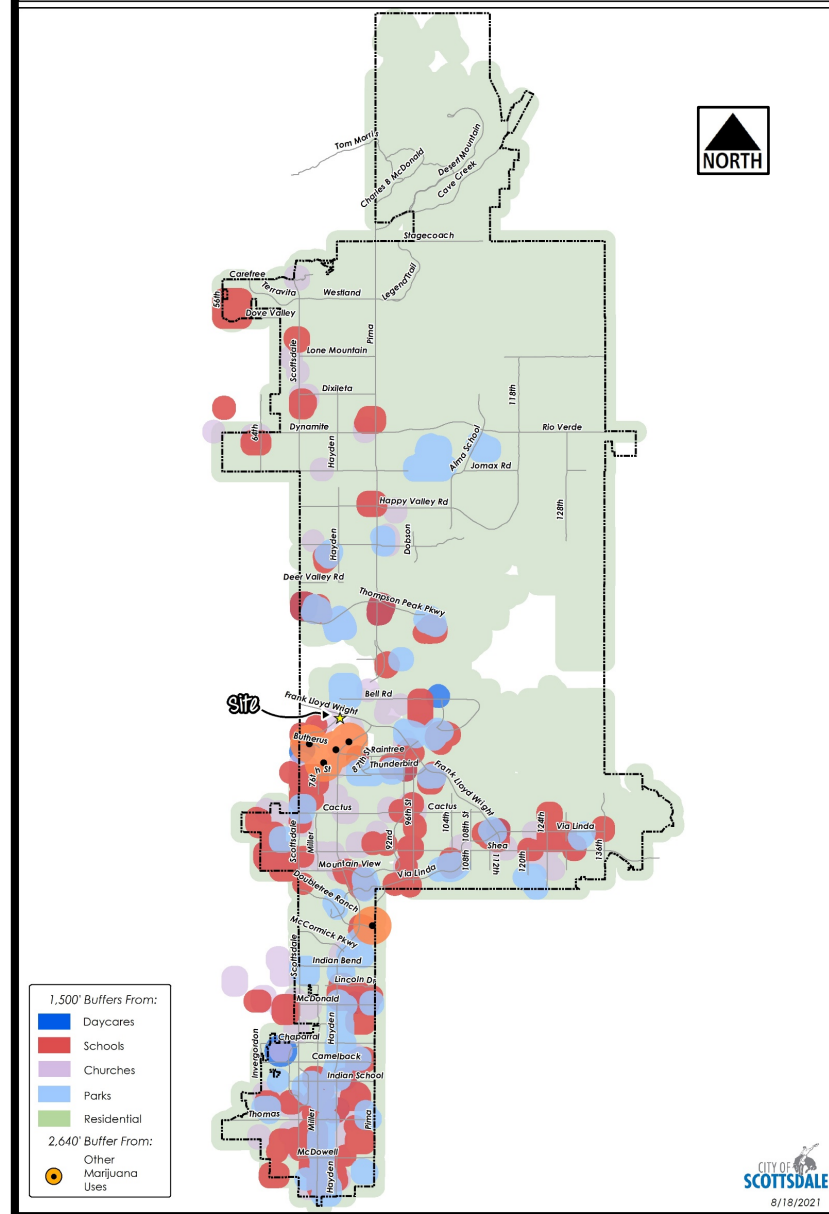 NORTH
Tom Morris
Charles B McDonald
Desert Mountain
Cave Creek
Stagecoach
Carefree
Terravita
Westland
Legend Trail
56th
Dove Valley
Pima
Scottsdale
Lone Mountain
Dixileta
118th
64th
Dynamite
Hayden
Alma School
Rio Verde
Jomax Rd
Happy Valley Rd
128th
Hayden
Dobson
Deer Valley Rd
Thompson Peak Pkwy
Bell Rd
Frank Lloyd Wright
Site
Butherus
87th St
Raintree
Thunderbird
76th St
Frank Lloyd Wright
Cactus
96th St
104th
Cactus
108th St
124th
Via Linda
Scottsdale
Miller
92nd
Shea
136th
Mountain View
Via Linda
108th
112th
120th
Doubletree Ranch
McCormick Pkwy
Scottsdale
Indian Bend
Lincoln Dr
McDonald
Hayden
Chaparral
Invergordon
Camelback
Indian School
Thomas
Miller
Pima
McDowell
Hayden
1,500' Buffers From:
Daycares
Schools
Churches
Parks
Residential
2,640' Buffer From:
Other
Marijuana
Uses
CITY OF
SCOTTSDALE
8/18/2021